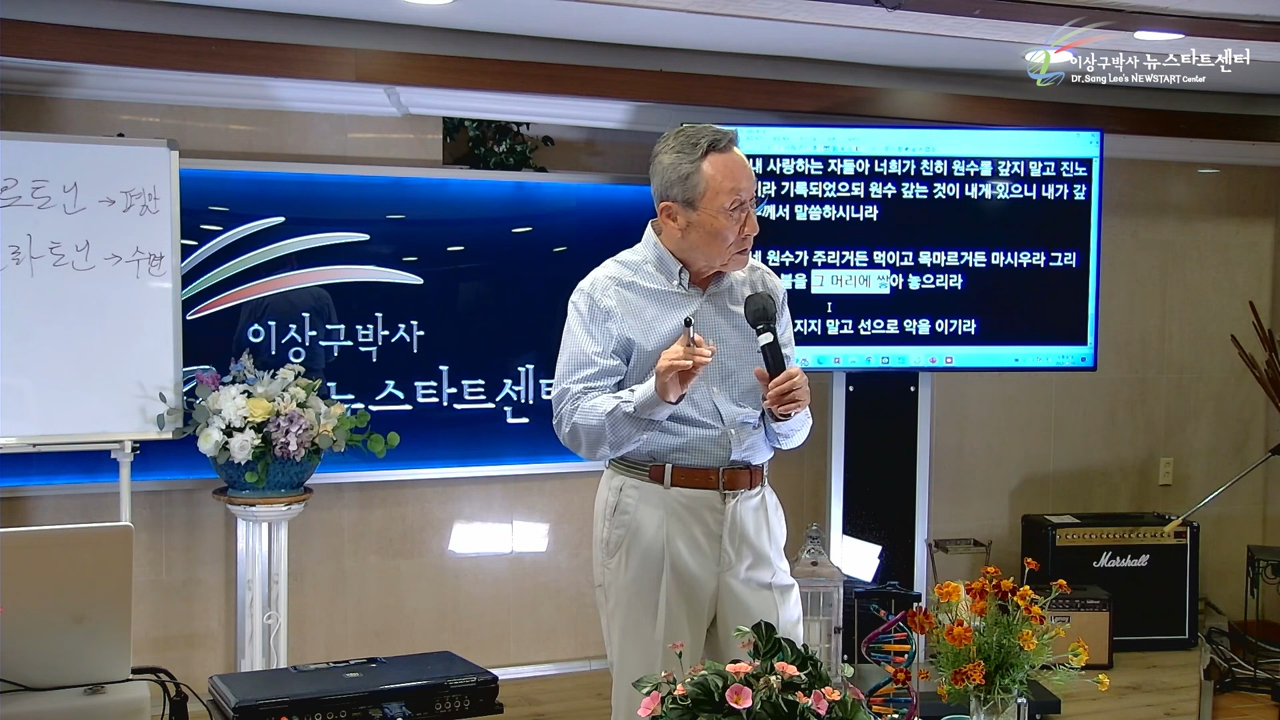 이상구박사 뉴스타트센터
Dr. Sang Lee's NEWSTART Center
르토닌 → 평안
라토닌 → 수면
이상구박사
뉴스타트센터
내 사랑하는 자들아 너희가 친히 원수를 갚지 말고 진노
이라 기록되었으되 원수 갚는 것이 내게 있으니 내가 갚
께서 말씀하시니라
네 원수가 주리거든 먹이고 목마르거든 마시우라 그리
불을 그 머리에 쌓아 놓으리라
지지 말고 선으로 악을 이기라
Marshall